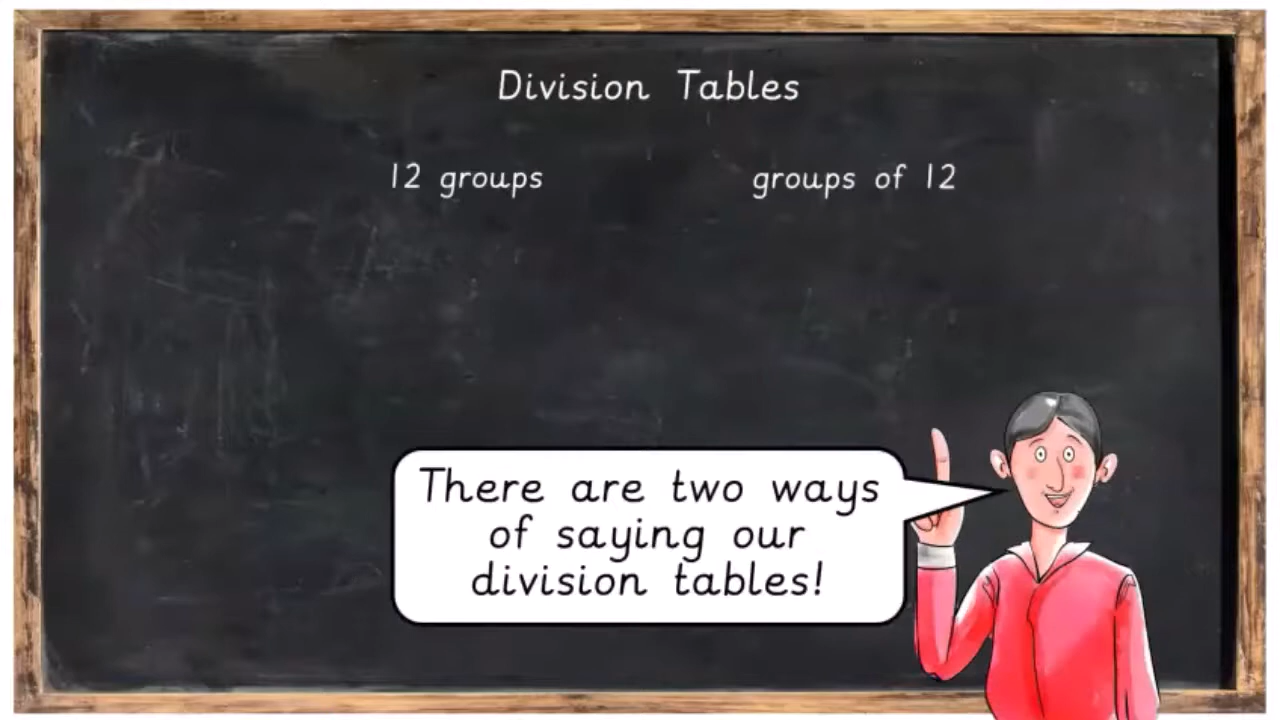 Division Tables
12 groups
groups of 12
There are two ways
of saying our
division tables!